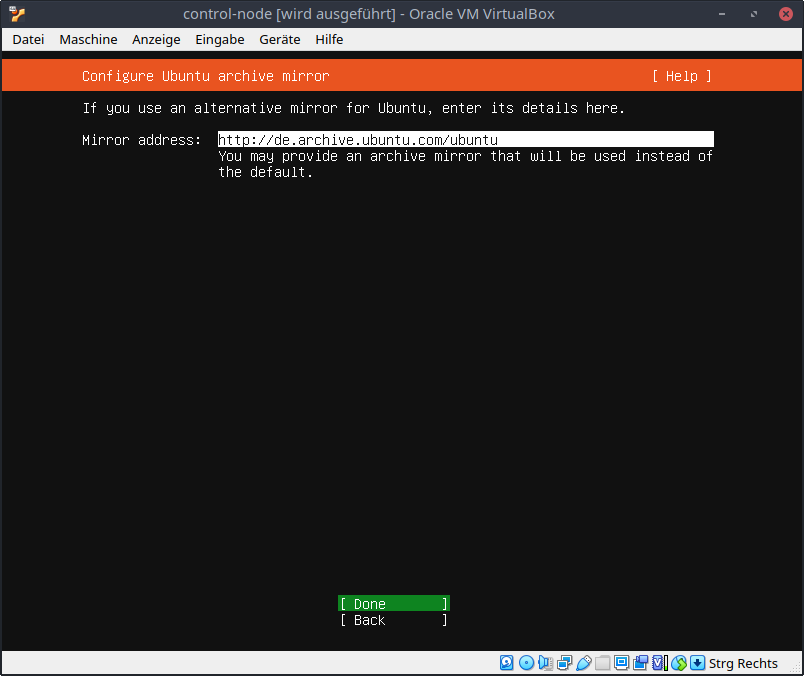 control-node [wird ausgeführt] - Oracle VM VirtualBox
Datei Maschine Anzeige Eingabe Geräte Hilfe
Configure Ubuntu archive mirror [ Help ]
If you use an alternative mirror for Ubuntu, enter its details here.
Mirror address: http://de.archive.ubuntu.com/ubuntu
You may provide an archive mirror that will be used instead of
the default.
[ Done ]
[ Back ]
Strg Rechts